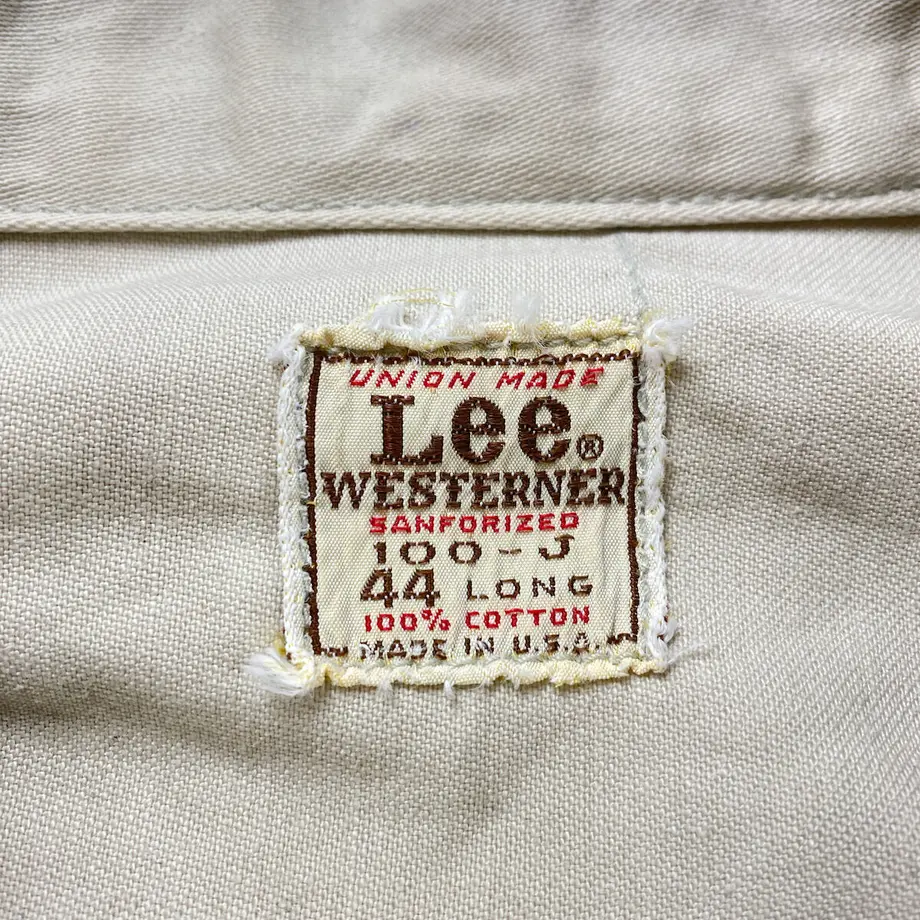 UNION MADE
Lee®
WESTERNER
SANFORIZED
100-J
44 LONG
100% COTTON
MADE IN U.S.A.